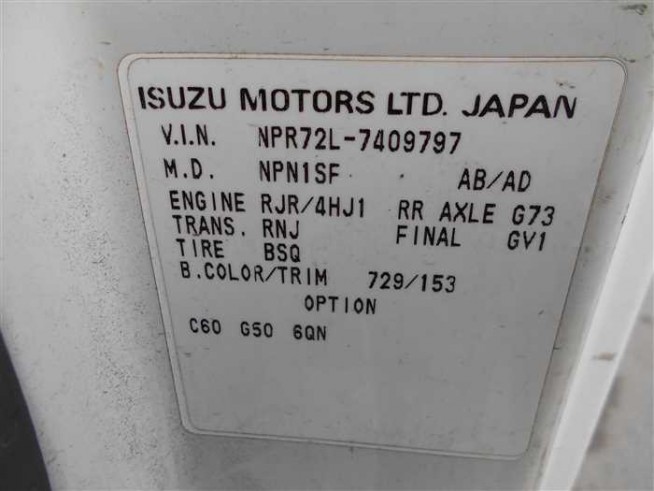 ISUZU MOTORS LTD. JAPAN
V.I.N. NPR72L-7409797
M.D. NPN1SF AB/AD
ENGINE RJR/4HJ1 RR AXLE G73
TRANS. RNJ FINAL GV1
TIRE BSQ
B.COLOR/TRIM 729/153
OPTION
C60 G50 6QN